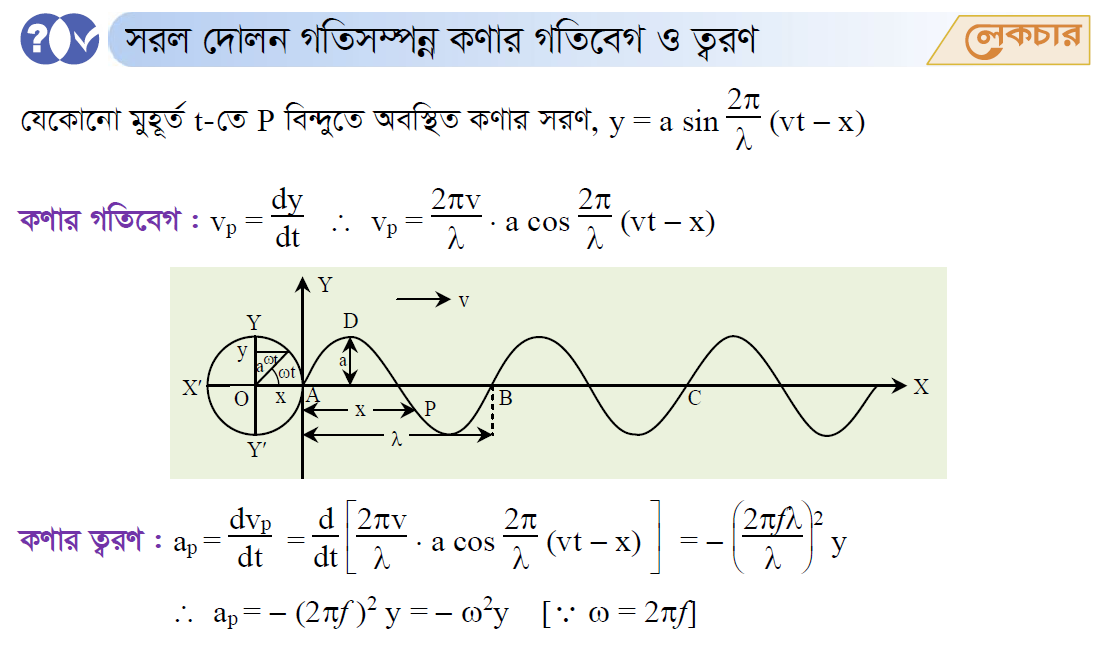 সরল দোলন গতিসম্পন্ন কণার গতিবেগ ও ত্বরণ
লেকচার
যেকোনো মুহূর্ত t-তে P বিন্দুতে অবস্থিত কণার সরণ, y = a sin 2π/λ (vt – x)
কণার গতিবেগ : vₚ = dy/dt ∴ vₚ = 2πv/λ · a cos 2π/λ (vt – x)
Y
v
Y D
y a ωt ωt a
X′ O x A x P B C X
λ
Y′
কণার ত্বরণ : aₚ = dvₚ/dt = d/dt [2πv/λ · a cos 2π/λ (vt – x)] = – (2πfλ/λ)² y
∴ aₚ = – (2πf)² y = – ω²y [∵ ω = 2πf]